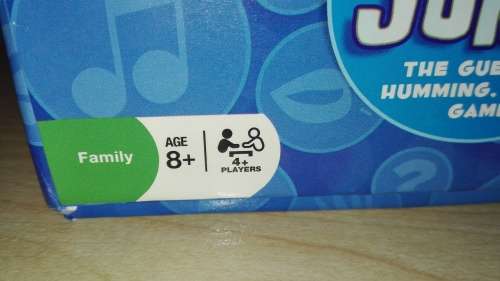 THE GUE
HUMMING.
GAM
Family
AGE
8+
4+
PLAYERS